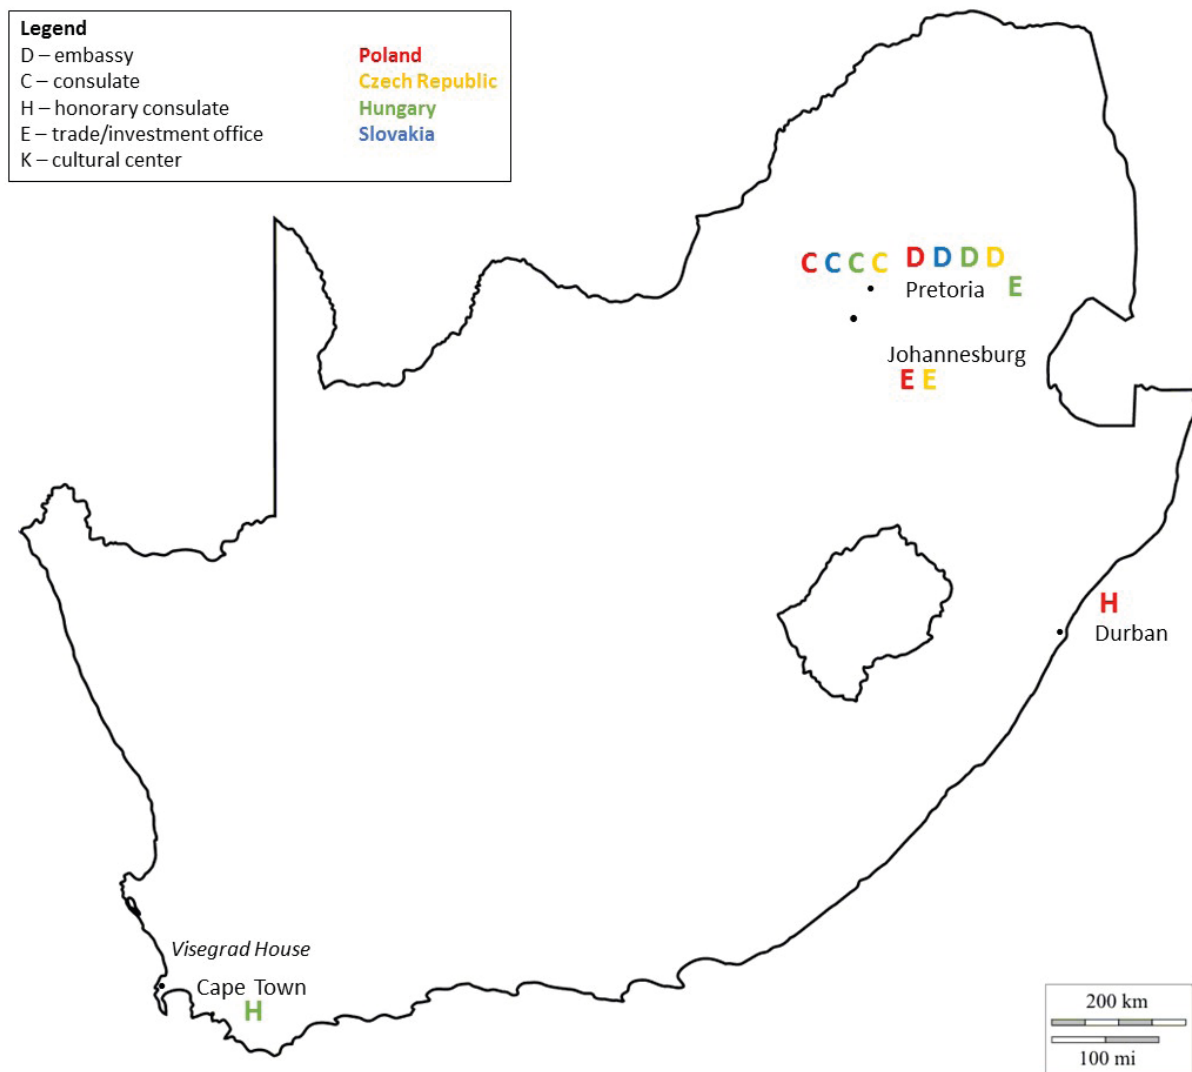 Legend
D – embassy Poland
C – consulate Czech Republic
H – honorary consulate Hungary
E – trade/investment office Slovakia
K – cultural center
C C C C D D D D
Pretoria E
Johannesburg
E E
H
Durban
Visegrad House
Cape Town
H
200 km
100 mi